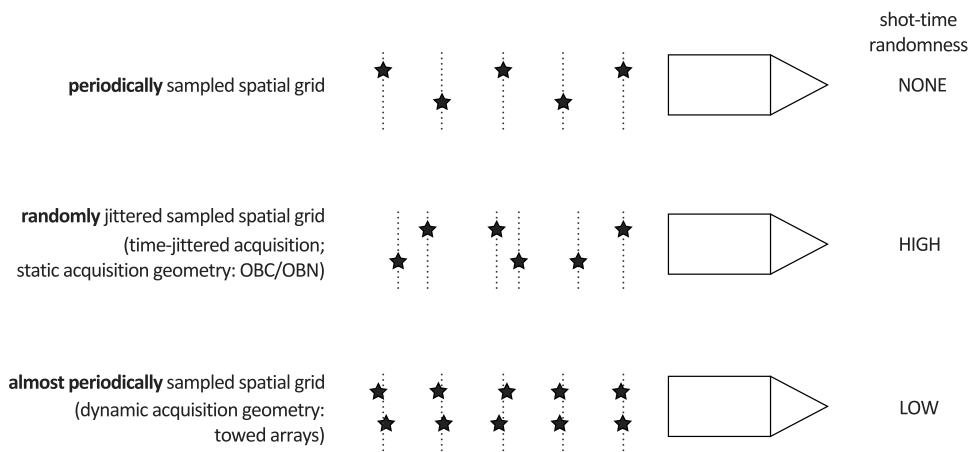 shot-time
randomness
periodically sampled spatial grid
NONE
randomly jittered sampled spatial grid
(time-jittered acquisition;
static acquisition geometry: OBC/OBN)
HIGH
almost periodically sampled spatial grid
(dynamic acquisition geometry:
towed arrays)
LOW